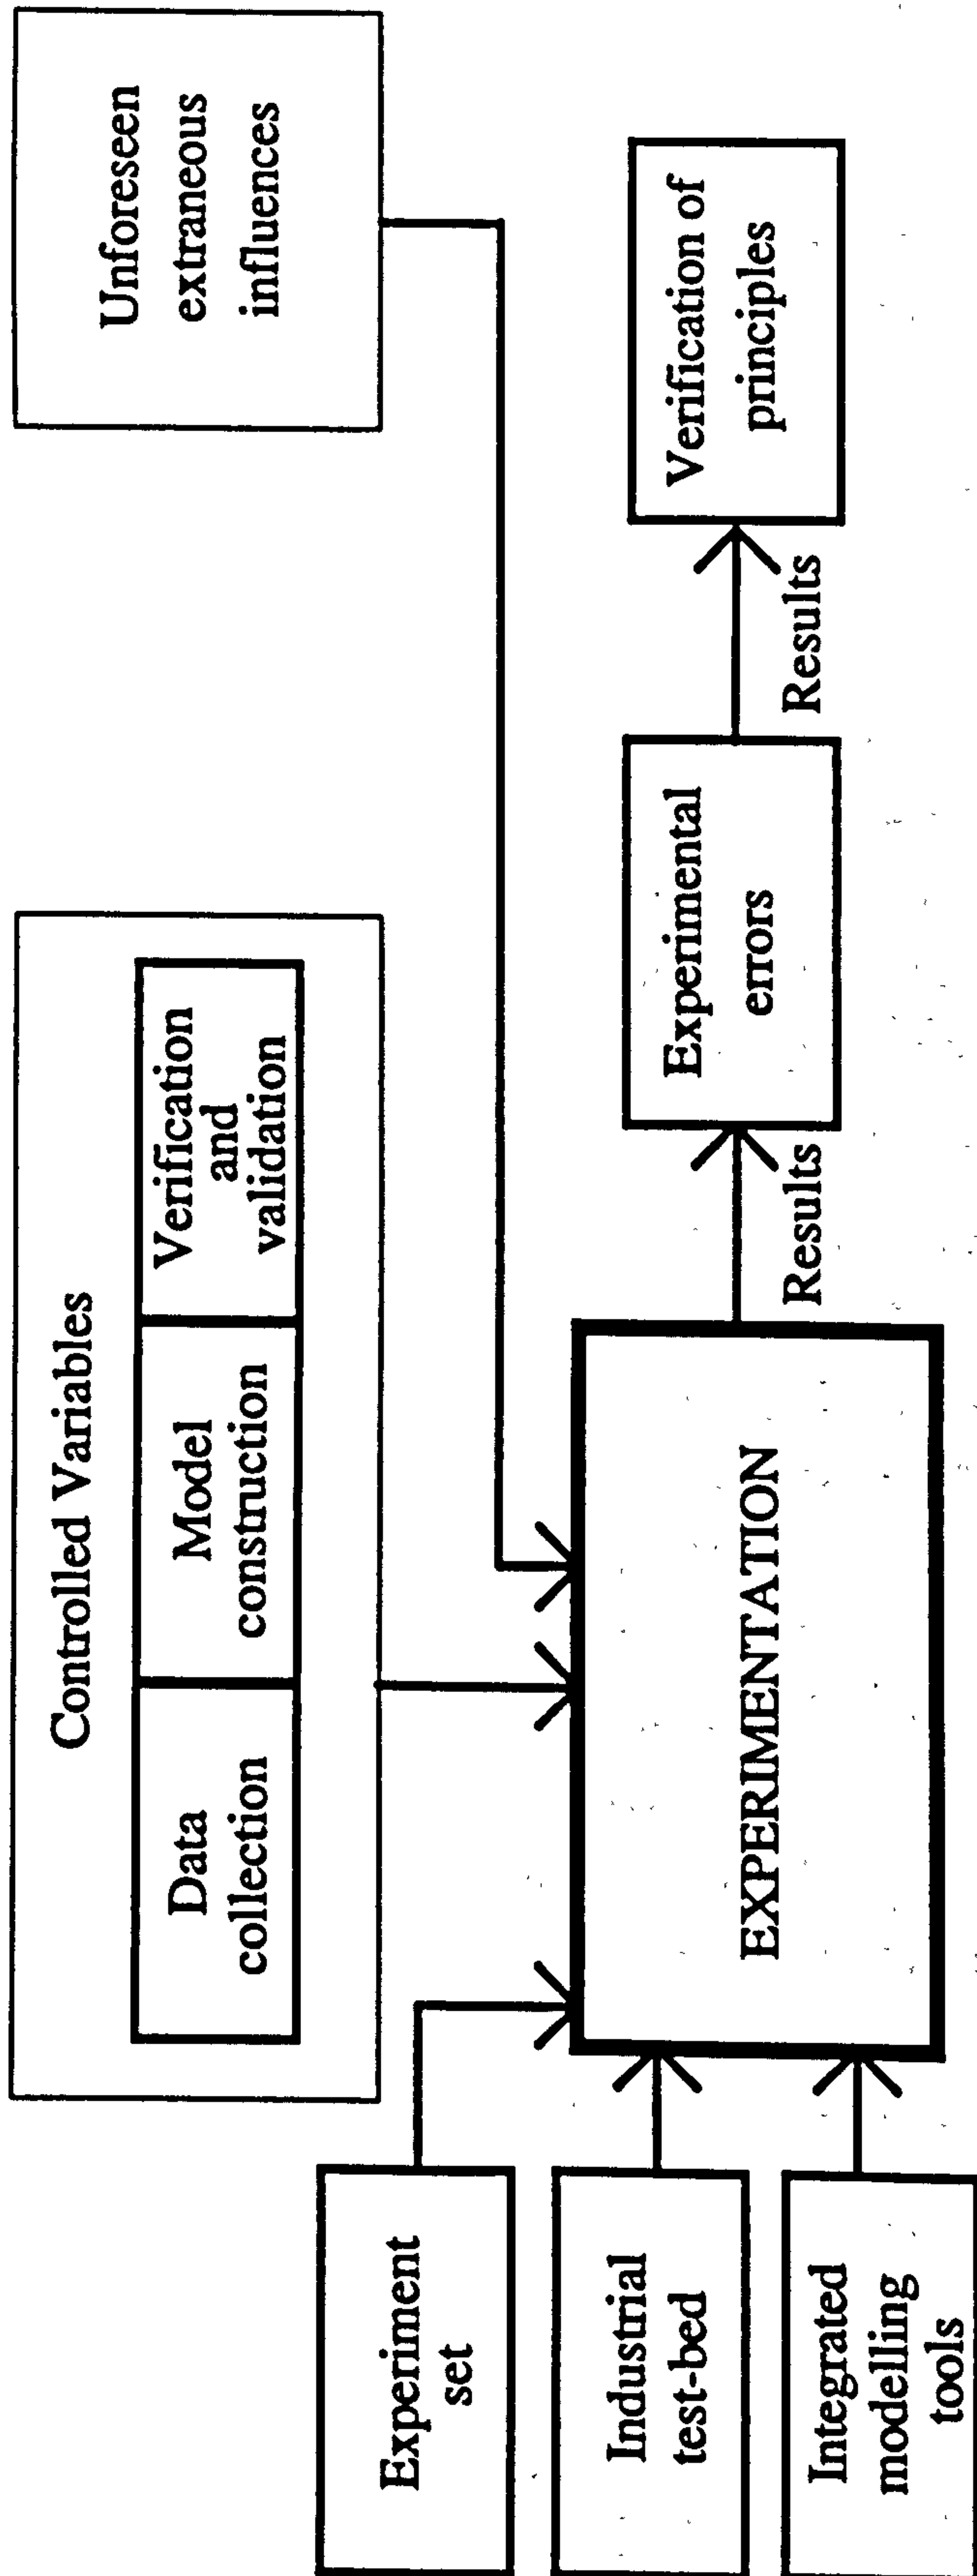 Controlled Variables
Data
collection
Model
construction
Verification
and
validation
Unforeseen
extraneous
influences
Experiment
set
Industrial
test-bed
Integrated
modelling
tools
EXPERIMENTATION
Results
Experimental
errors
Results
Verification of
principles